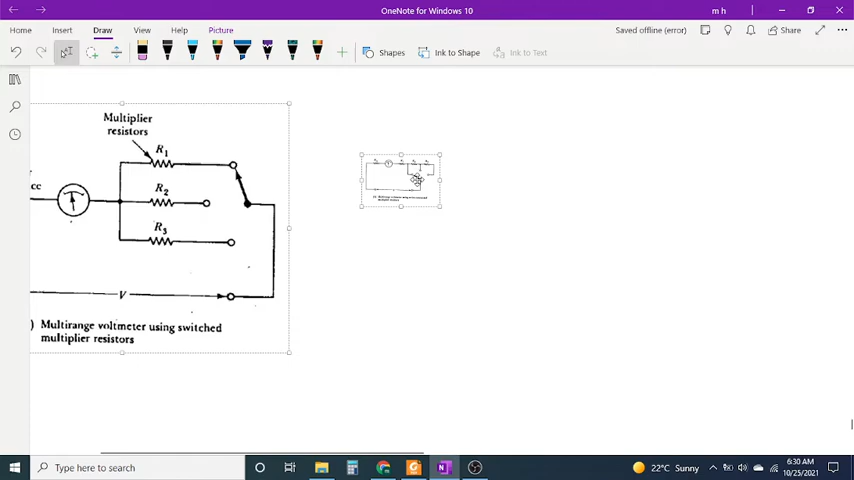 OneNote for Windows 10
m h
Home
Insert
Draw
View
Help
Picture
Saved offline (error)
Share
Shapes
Ink to Shape
Ink to Text
Multiplier
resistors
R1
cc
R2
R3
V
) Multirange voltmeter using switched
multiplier resistors
Type here to search
22°C Sunny
6:30 AM
10/25/2021